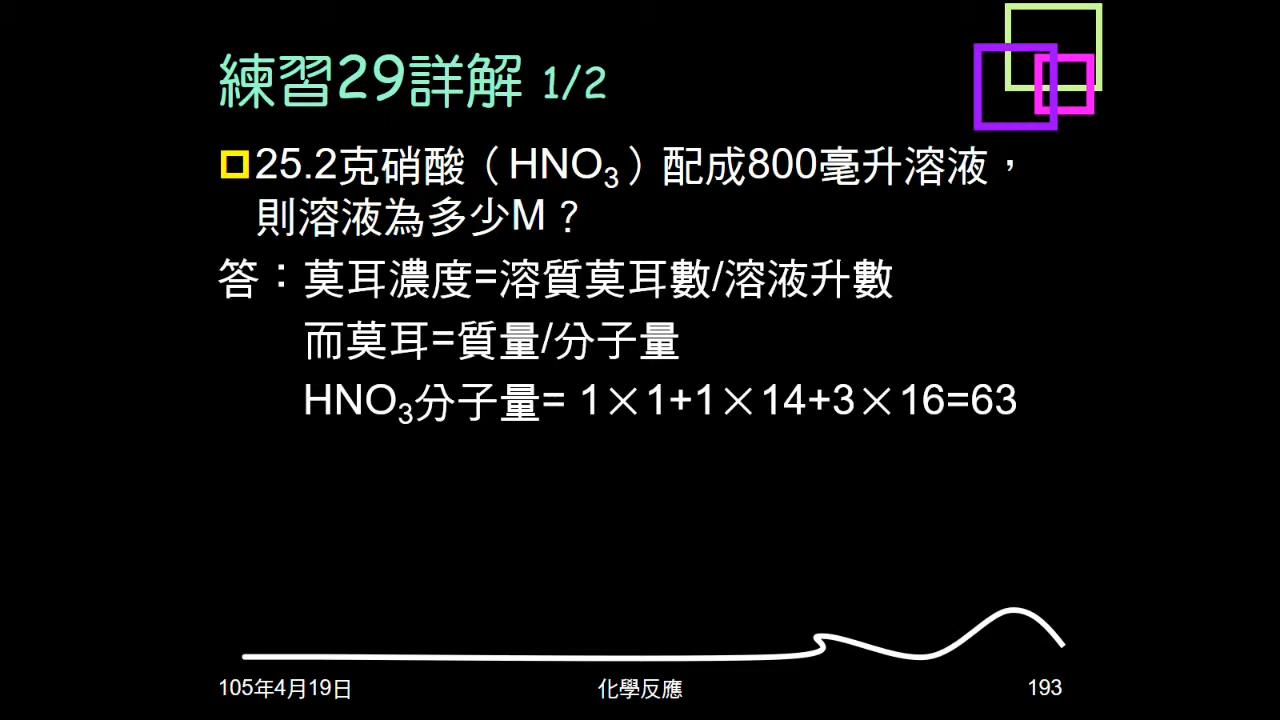 練習29詳解 1/2
25.2克硝酸（HNO₃）配成800毫升溶液，
則溶液為多少M？
答：莫耳濃度=溶質莫耳數/溶液升數
而莫耳=質量/分子量
HNO₃分子量= 1×1+1×14+3×16=63
105年4月19日
化學反應
193